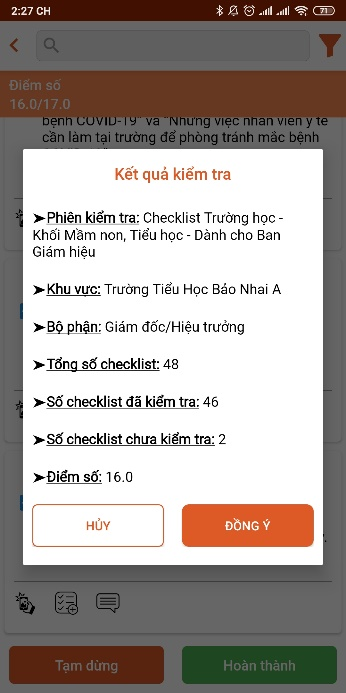 2:27 CH
71
Điểm số
16.0/17.0
bệnh COVID-19" và "Những việc nhân viên y tế
cần làm tại trường để phòng tránh mắc bệnh
Kết quả kiểm tra
➤Phiên kiểm tra: Checklist Trường học -
Khối Mầm non, Tiểu học - Dành cho Ban
Giám hiệu
➤Khu vực: Trường Tiểu Học Bảo Nhai A
➤Bộ phận: Giám đốc/Hiệu trưởng
➤Tổng số checklist: 48
➤Số checklist đã kiểm tra: 46
➤Số checklist chưa kiểm tra: 2
➤Điểm số: 16.0
HỦY
ĐỒNG Ý
Tạm dừng
Hoàn thành